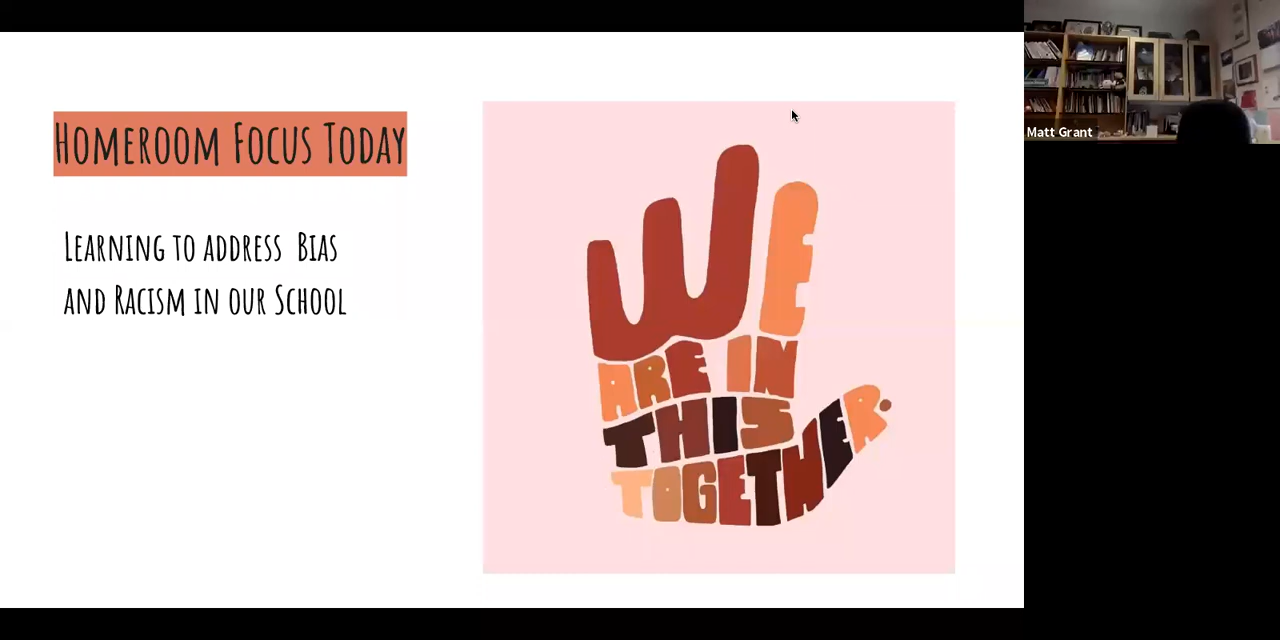 Homeroom Focus Today
Learning to address Bias
and Racism in our School
WE
ARE IN
THIS
TOGETHER.
Matt Grant